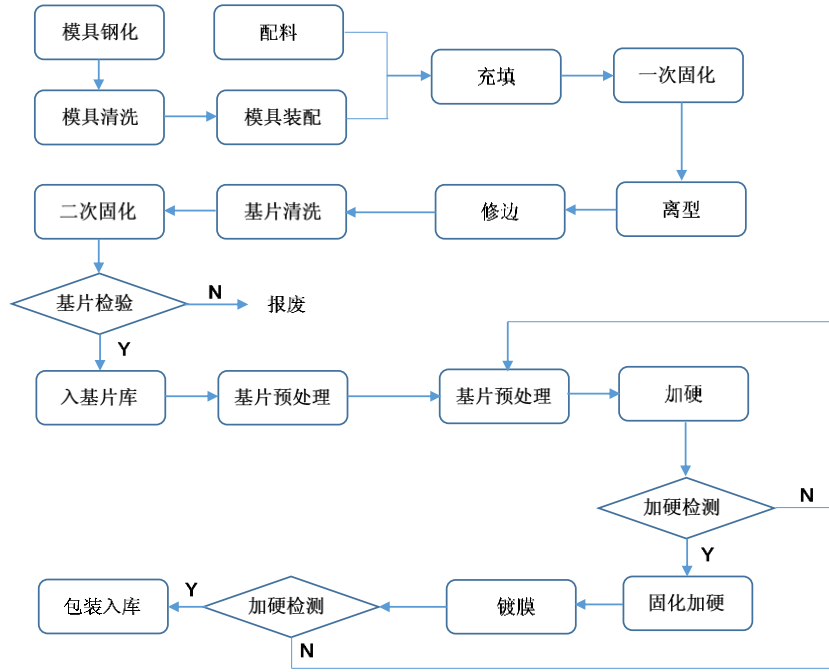 模具钢化
配料
充填
一次固化
模具清洗
模具装配
二次固化
基片清洗
修边
离型
基片检验
N
报废
Y
入基片库
基片预处理
基片预处理
加硬
加硬检测
N
Y
包装入库
Y
加硬检测
镀膜
固化加硬
N